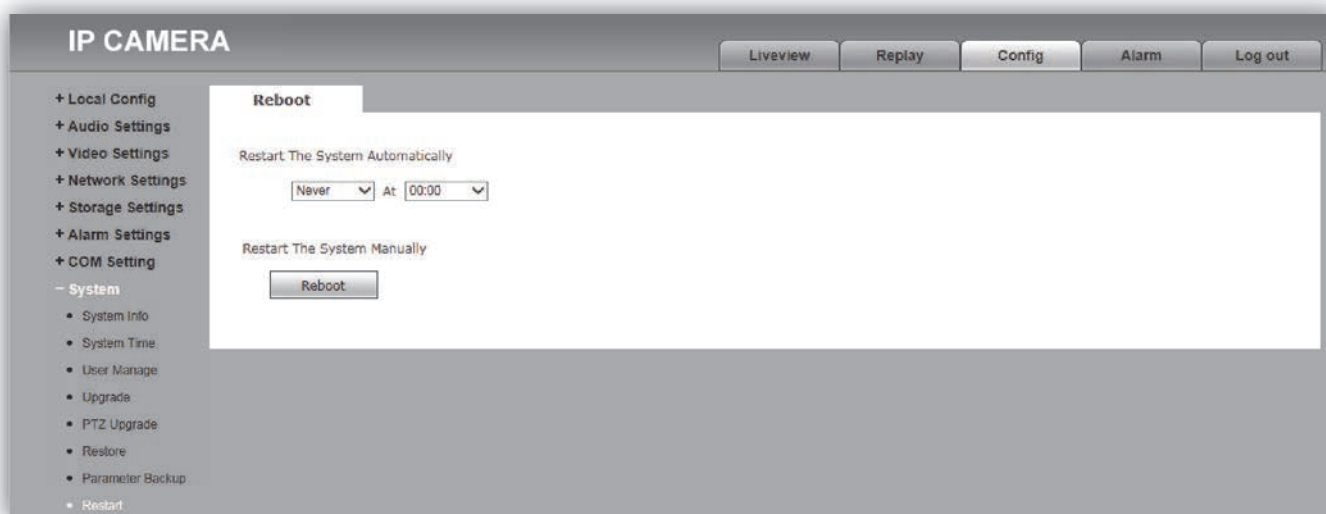 IP CAMERA
Liveview Replay Config Alarm Log out
+ Local Config
+ Audio Settings
+ Video Settings
+ Network Settings
+ Storage Settings
+ Alarm Settings
+ COM Setting
− System
• System Info
• System Time
• User Manage
• Upgrade
• PTZ Upgrade
• Restore
• Parameter Backup
• Restart
Reboot
Restart The System Automatically
Never At 00:00
Restart The System Manually
Reboot